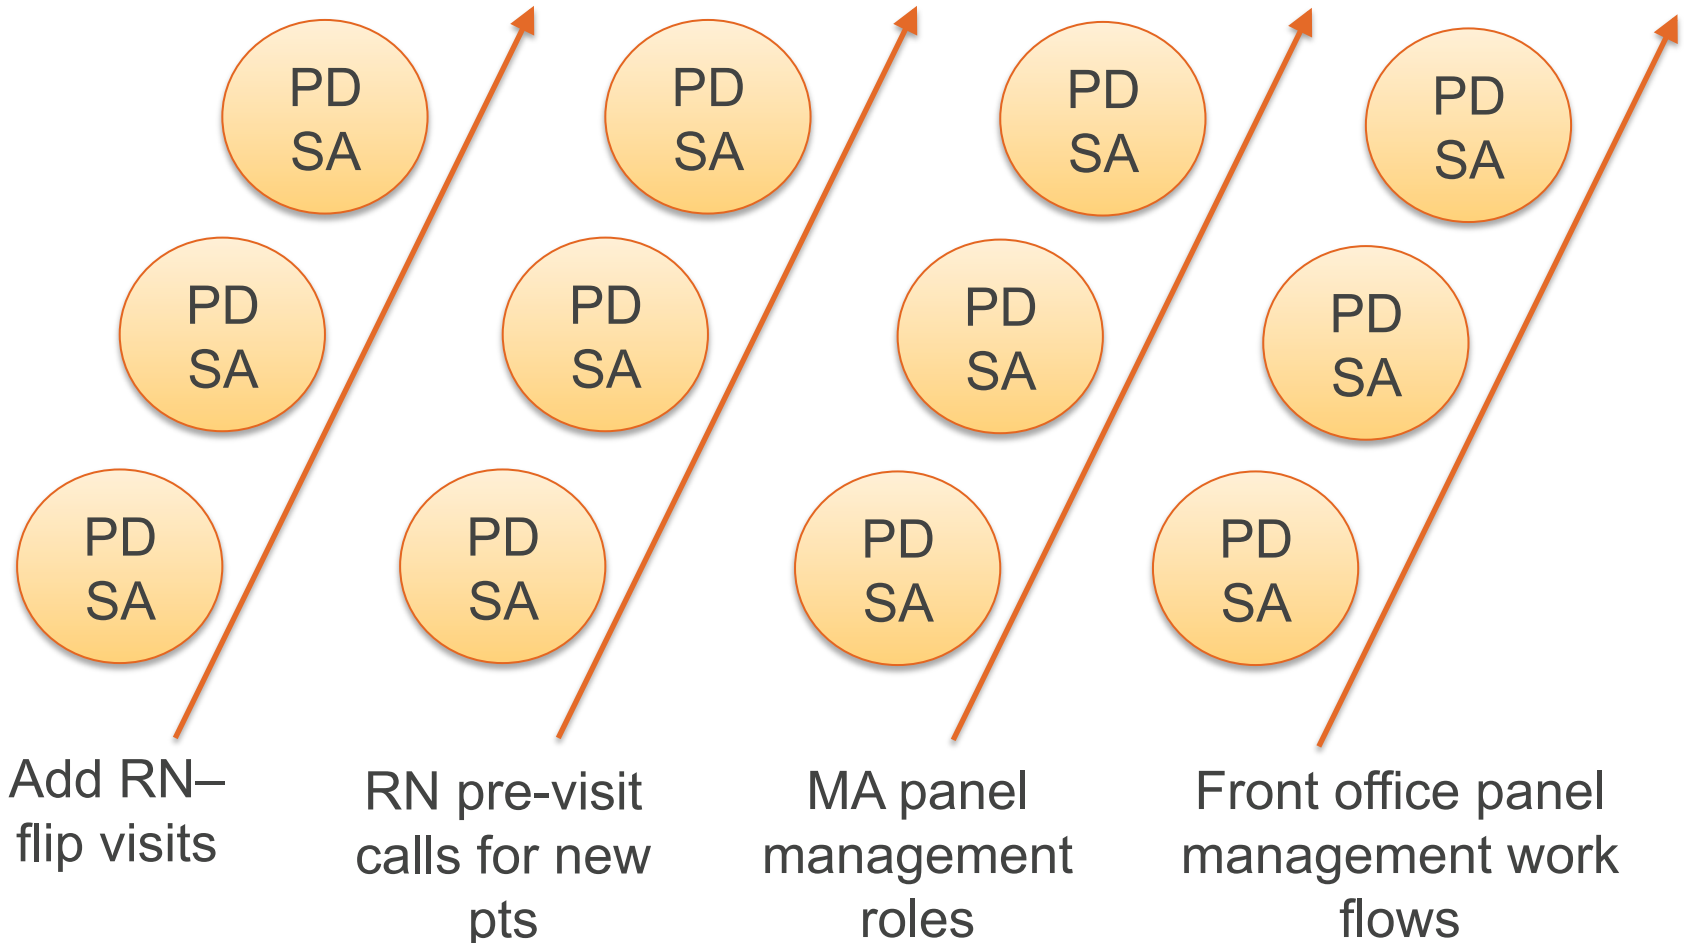 PD
SA
PD
SA
PD
SA
PD
SA
PD
SA
PD
SA
PD
SA
PD
SA
PD
SA
PD
SA
PD
SA
PD
SA
Add RN–
flip visits
RN pre-visit
calls for new
pts
MA panel
management
roles
Front office panel
management work
flows